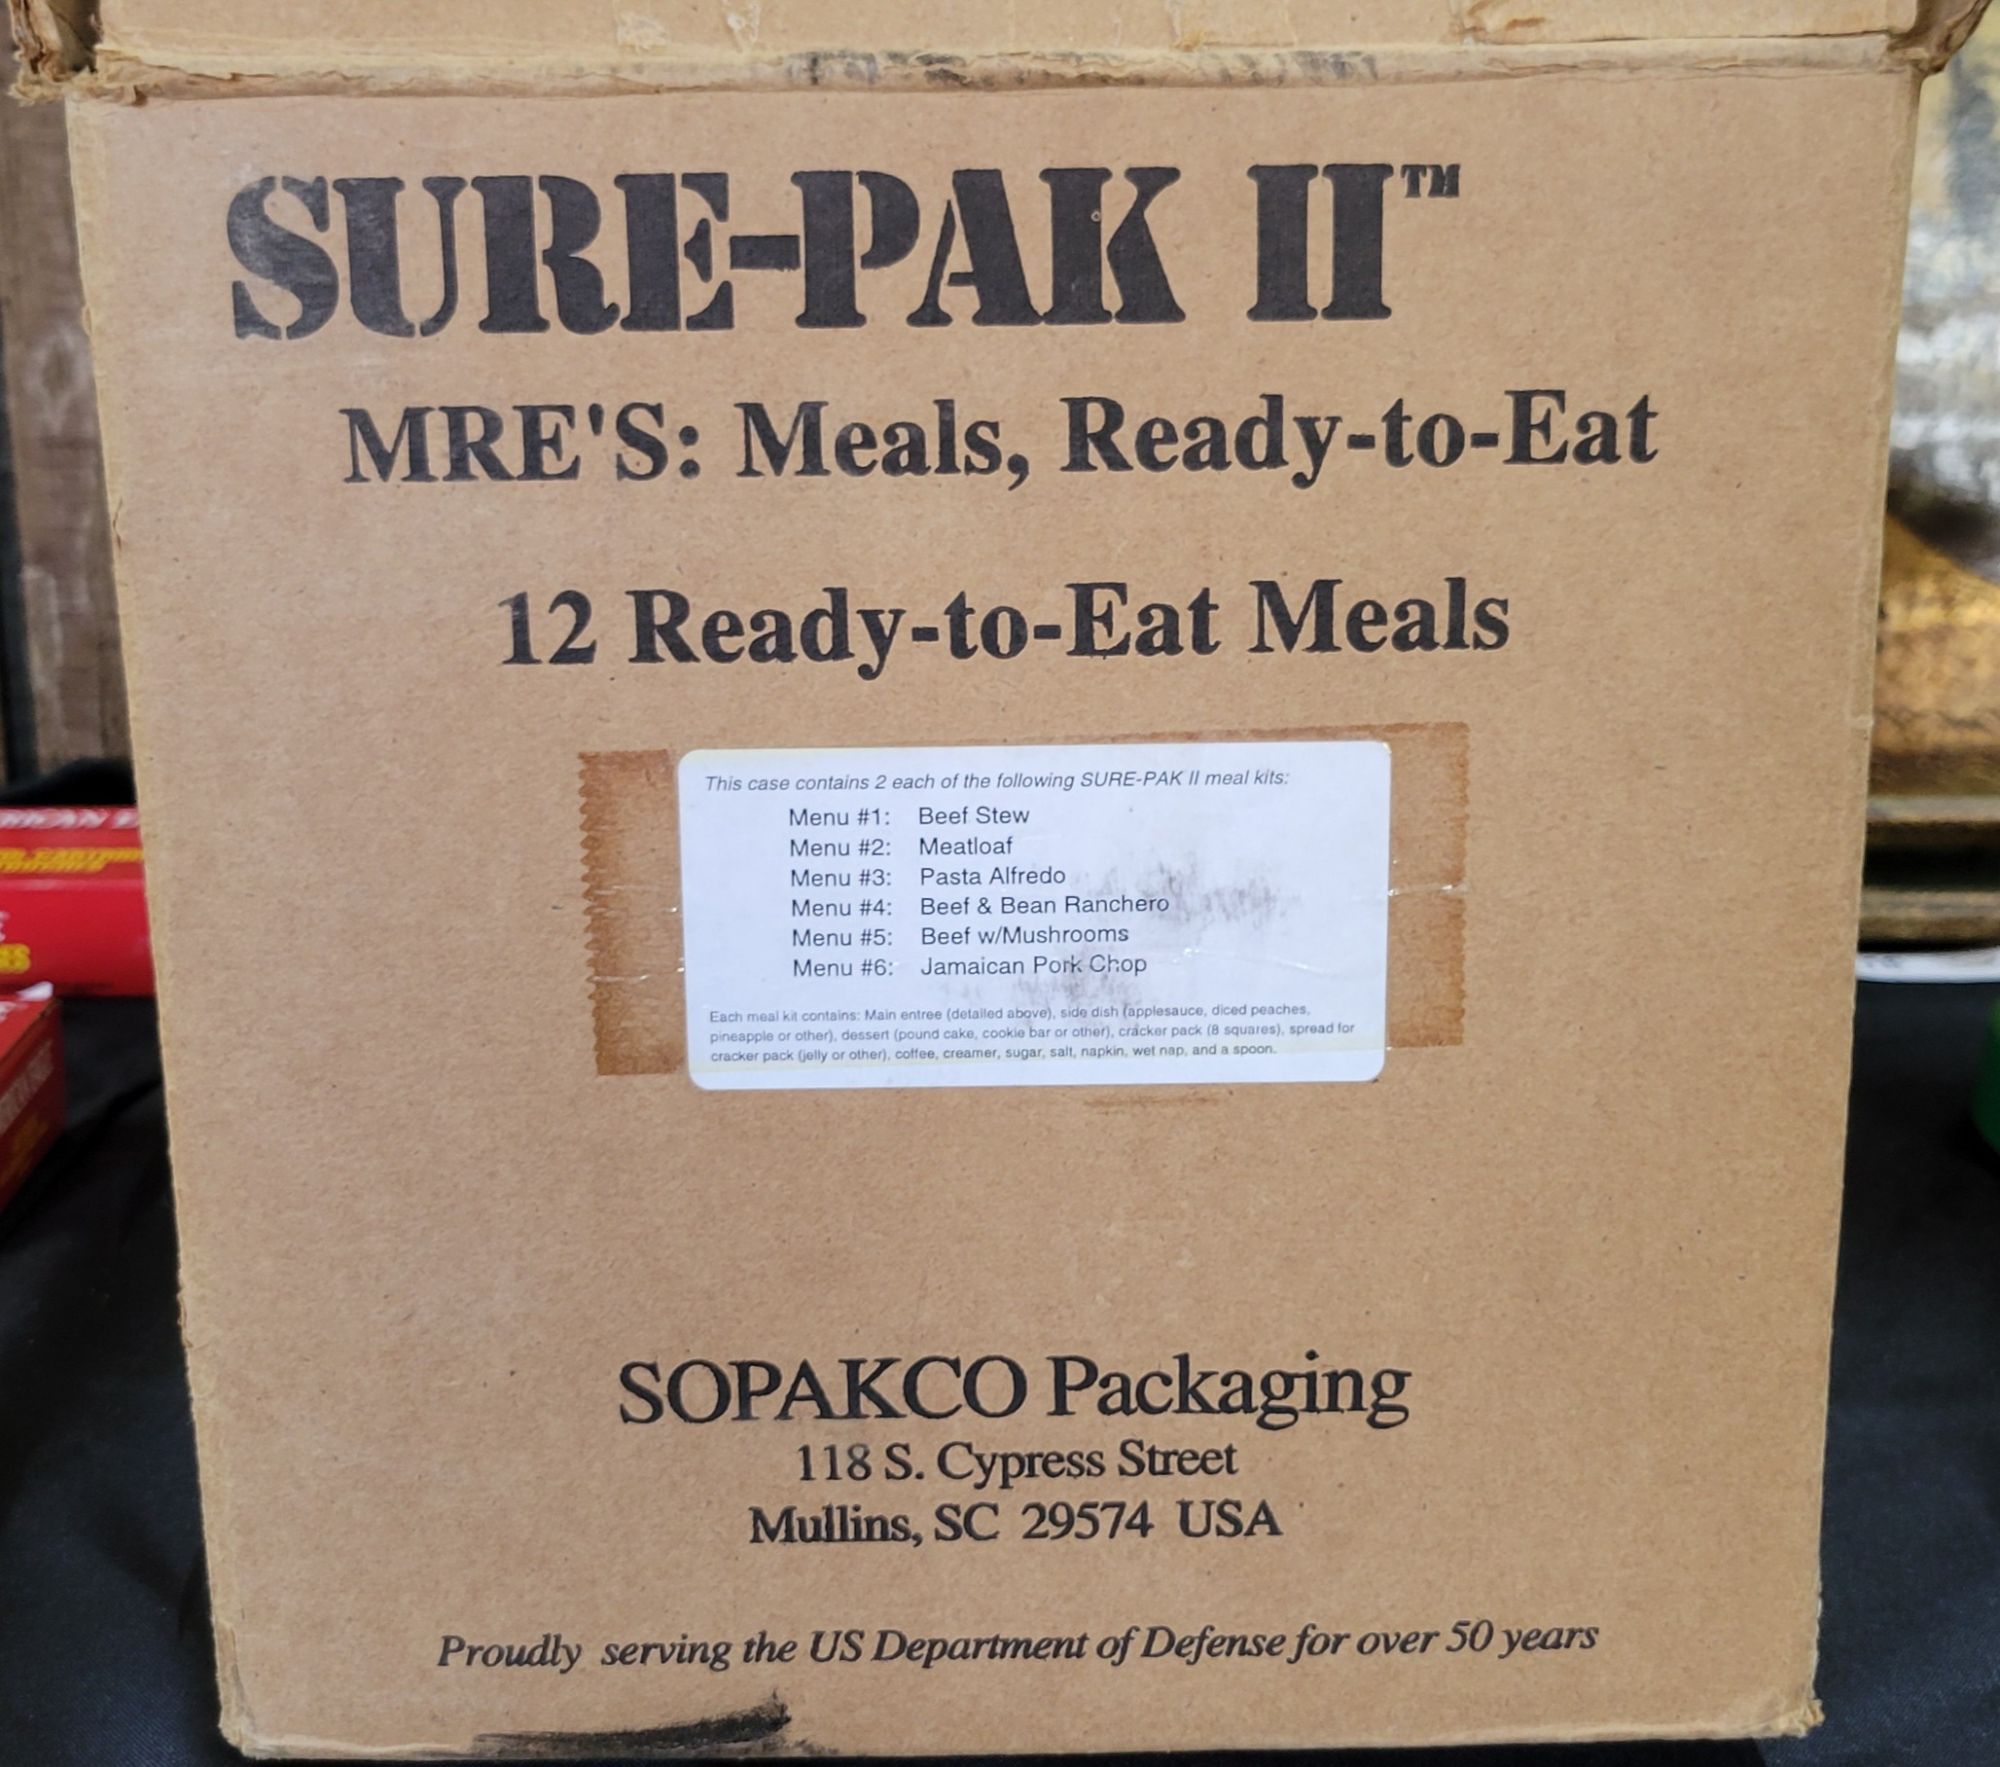 SURE-PAK II™
MRE'S: Meals, Ready-to-Eat
12 Ready-to-Eat Meals
This case contains 2 each of the following SURE-PAK II meal kits:
Menu #1: Beef Stew
Menu #2: Meatloaf
Menu #3: Pasta Alfredo
Menu #4: Beef & Bean Ranchero
Menu #5: Beef w/Mushrooms
Menu #6: Jamaican Pork Chop
Each meal kit contains: Main entree (detailed above), side dish (applesauce, diced peaches,
pineapple or other), dessert (pound cake, cookie bar or other), cracker pack (8 squares), spread for
cracker pack (jelly or other), coffee, creamer, sugar, salt, napkin, wet nap, and a spoon.
SOPAKCO Packaging
118 S. Cypress Street
Mullins, SC 29574 USA
Proudly serving the US Department of Defense for over 50 years